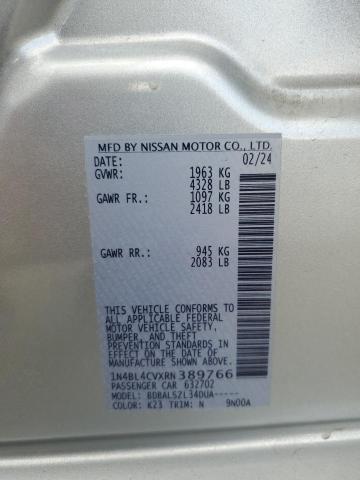 MFD BY NISSAN MOTOR CO., LTD.
DATE: 02/24
GVWR: 1963 KG
4328 LB
GAWR FR.: 1097 KG
2418 LB
GAWR RR.: 945 KG
2083 LB
THIS VEHICLE CONFORMS TO
ALL APPLICABLE FEDERAL
MOTOR VEHICLE SAFETY,
BUMPER, AND THEFT
PREVENTION STANDARDS IN
EFFECT ON THE DATE OF
MANUFACTURE SHOWN ABOVE.
1N4BL4CVXRN389766
PASSENGER CAR 632702
MODEL: BDBALSZL34DUA-----
COLOR: K23 TRIM: N 9N00A